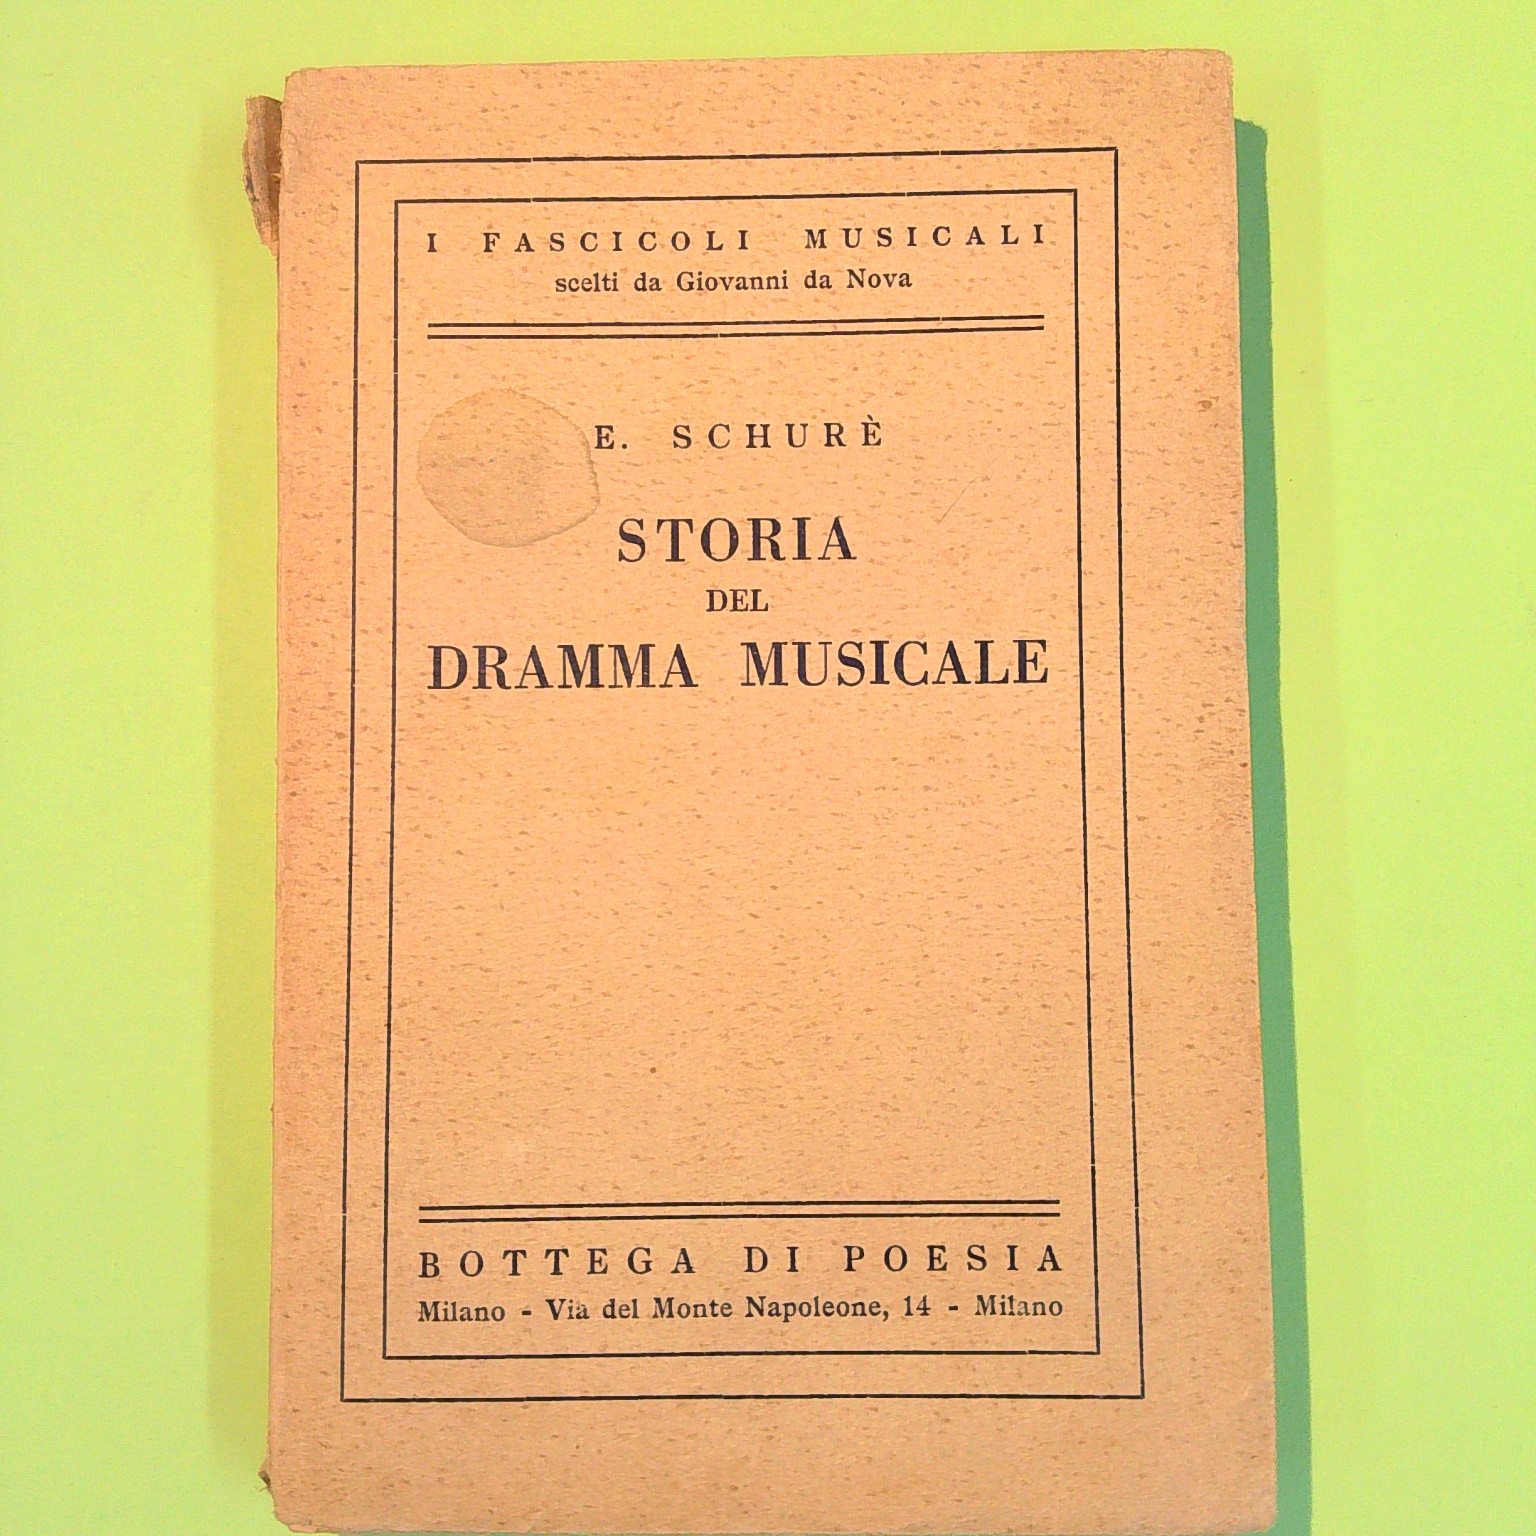 I FASCICOLI MUSICALI
scelti da Giovanni da Nova
E. SCHURÈ
STORIA
DEL
DRAMMA MUSICALE
BOTTEGA DI POESIA
Milano - Via del Monte Napoleone, 14 - Milano